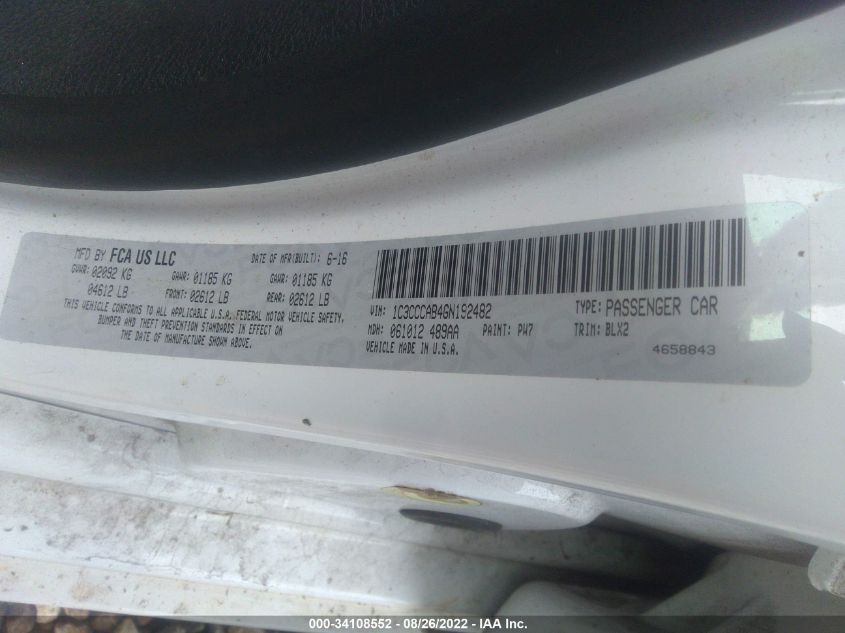 MFD BY FCA US LLC DATE OF MFR(BUILT): 6-16
GVWR: 02092 KG GAWR: 01185 KG GAWR: 01185 KG
04612 LB FRONT: 02612 LB REAR: 02612 LB
THIS VEHICLE CONFORMS TO ALL APPLICABLE U.S.A. FEDERAL MOTOR VEHICLE SAFETY,
BUMPER AND THEFT PREVENTION STANDARDS IN EFFECT ON
THE DATE OF MANUFACTURE SHOWN ABOVE.
VIN: 1C3CCCAB4GN192482 TYPE: PASSENGER CAR
MDH: 061012 489AA PAINT: PW7 TRIM: BLX2
VEHICLE MADE IN U.S.A. 4658843
000-34108552 - 08/26/2022 - IAA Inc.